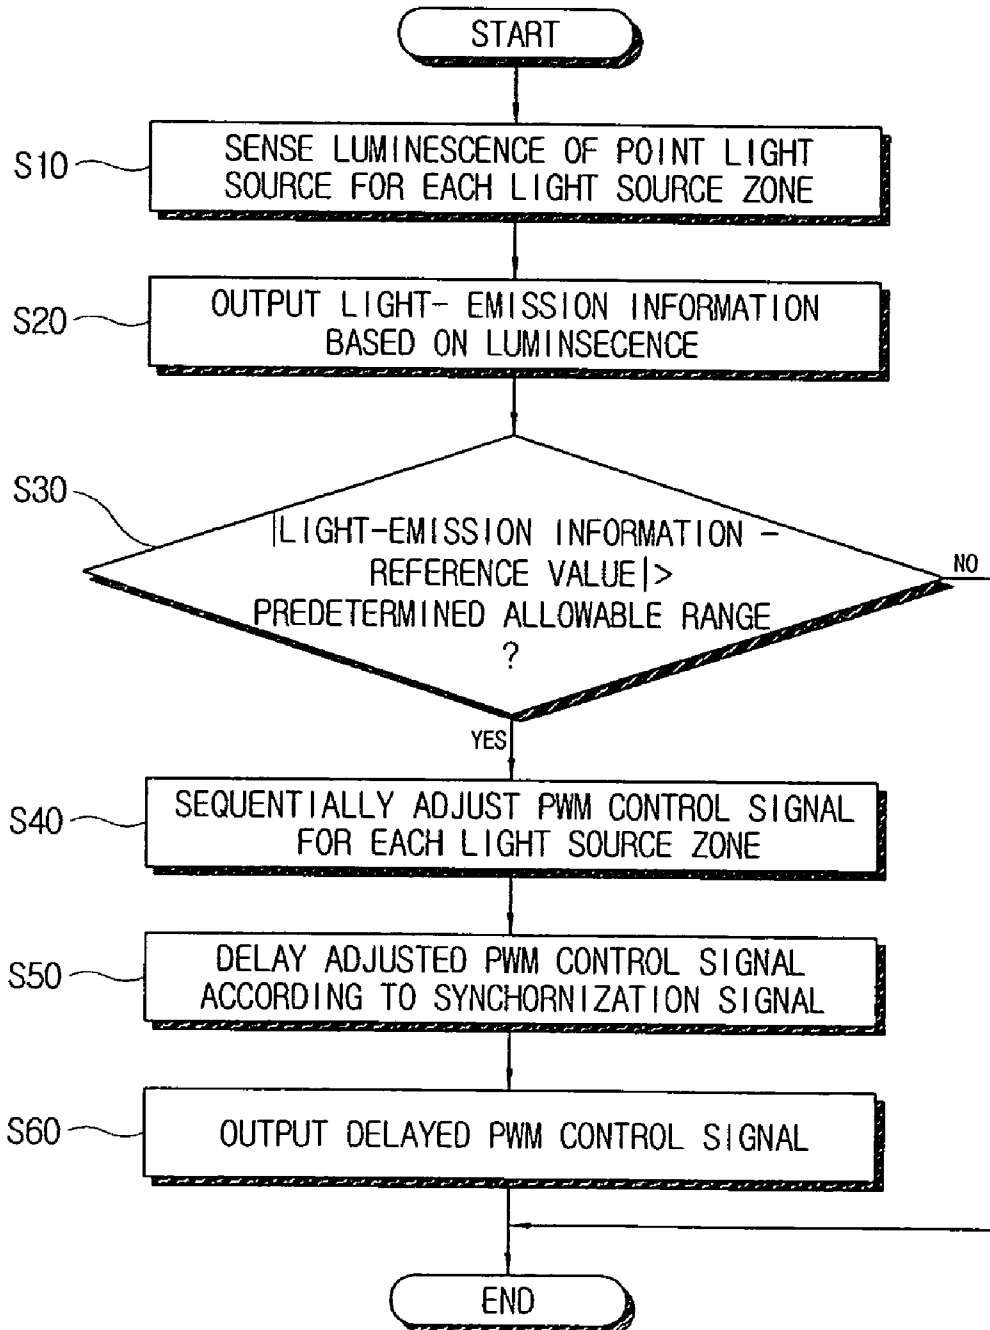 START
S10
SENSE LUMINESCENCE OF POINT LIGHT
SOURCE FOR EACH LIGHT SOURCE ZONE
S20
OUTPUT LIGHT- EMISSION INFORMATION
BASED ON LUMINSECENCE
S30
|LIGHT-EMISSION INFORMATION -
REFERENCE VALUE|>
PREDETERMINED ALLOWABLE RANGE
?
NO
YES
S40
SEQUENTIALLY ADJUST PWM CONTROL SIGNAL
FOR EACH LIGHT SOURCE ZONE
S50
DELAY ADJUSTED PWM CONTROL SIGNAL
ACCORDING TO SYNCHORNIZATION SIGNAL
S60
OUTPUT DELAYED PWM CONTROL SIGNAL
END